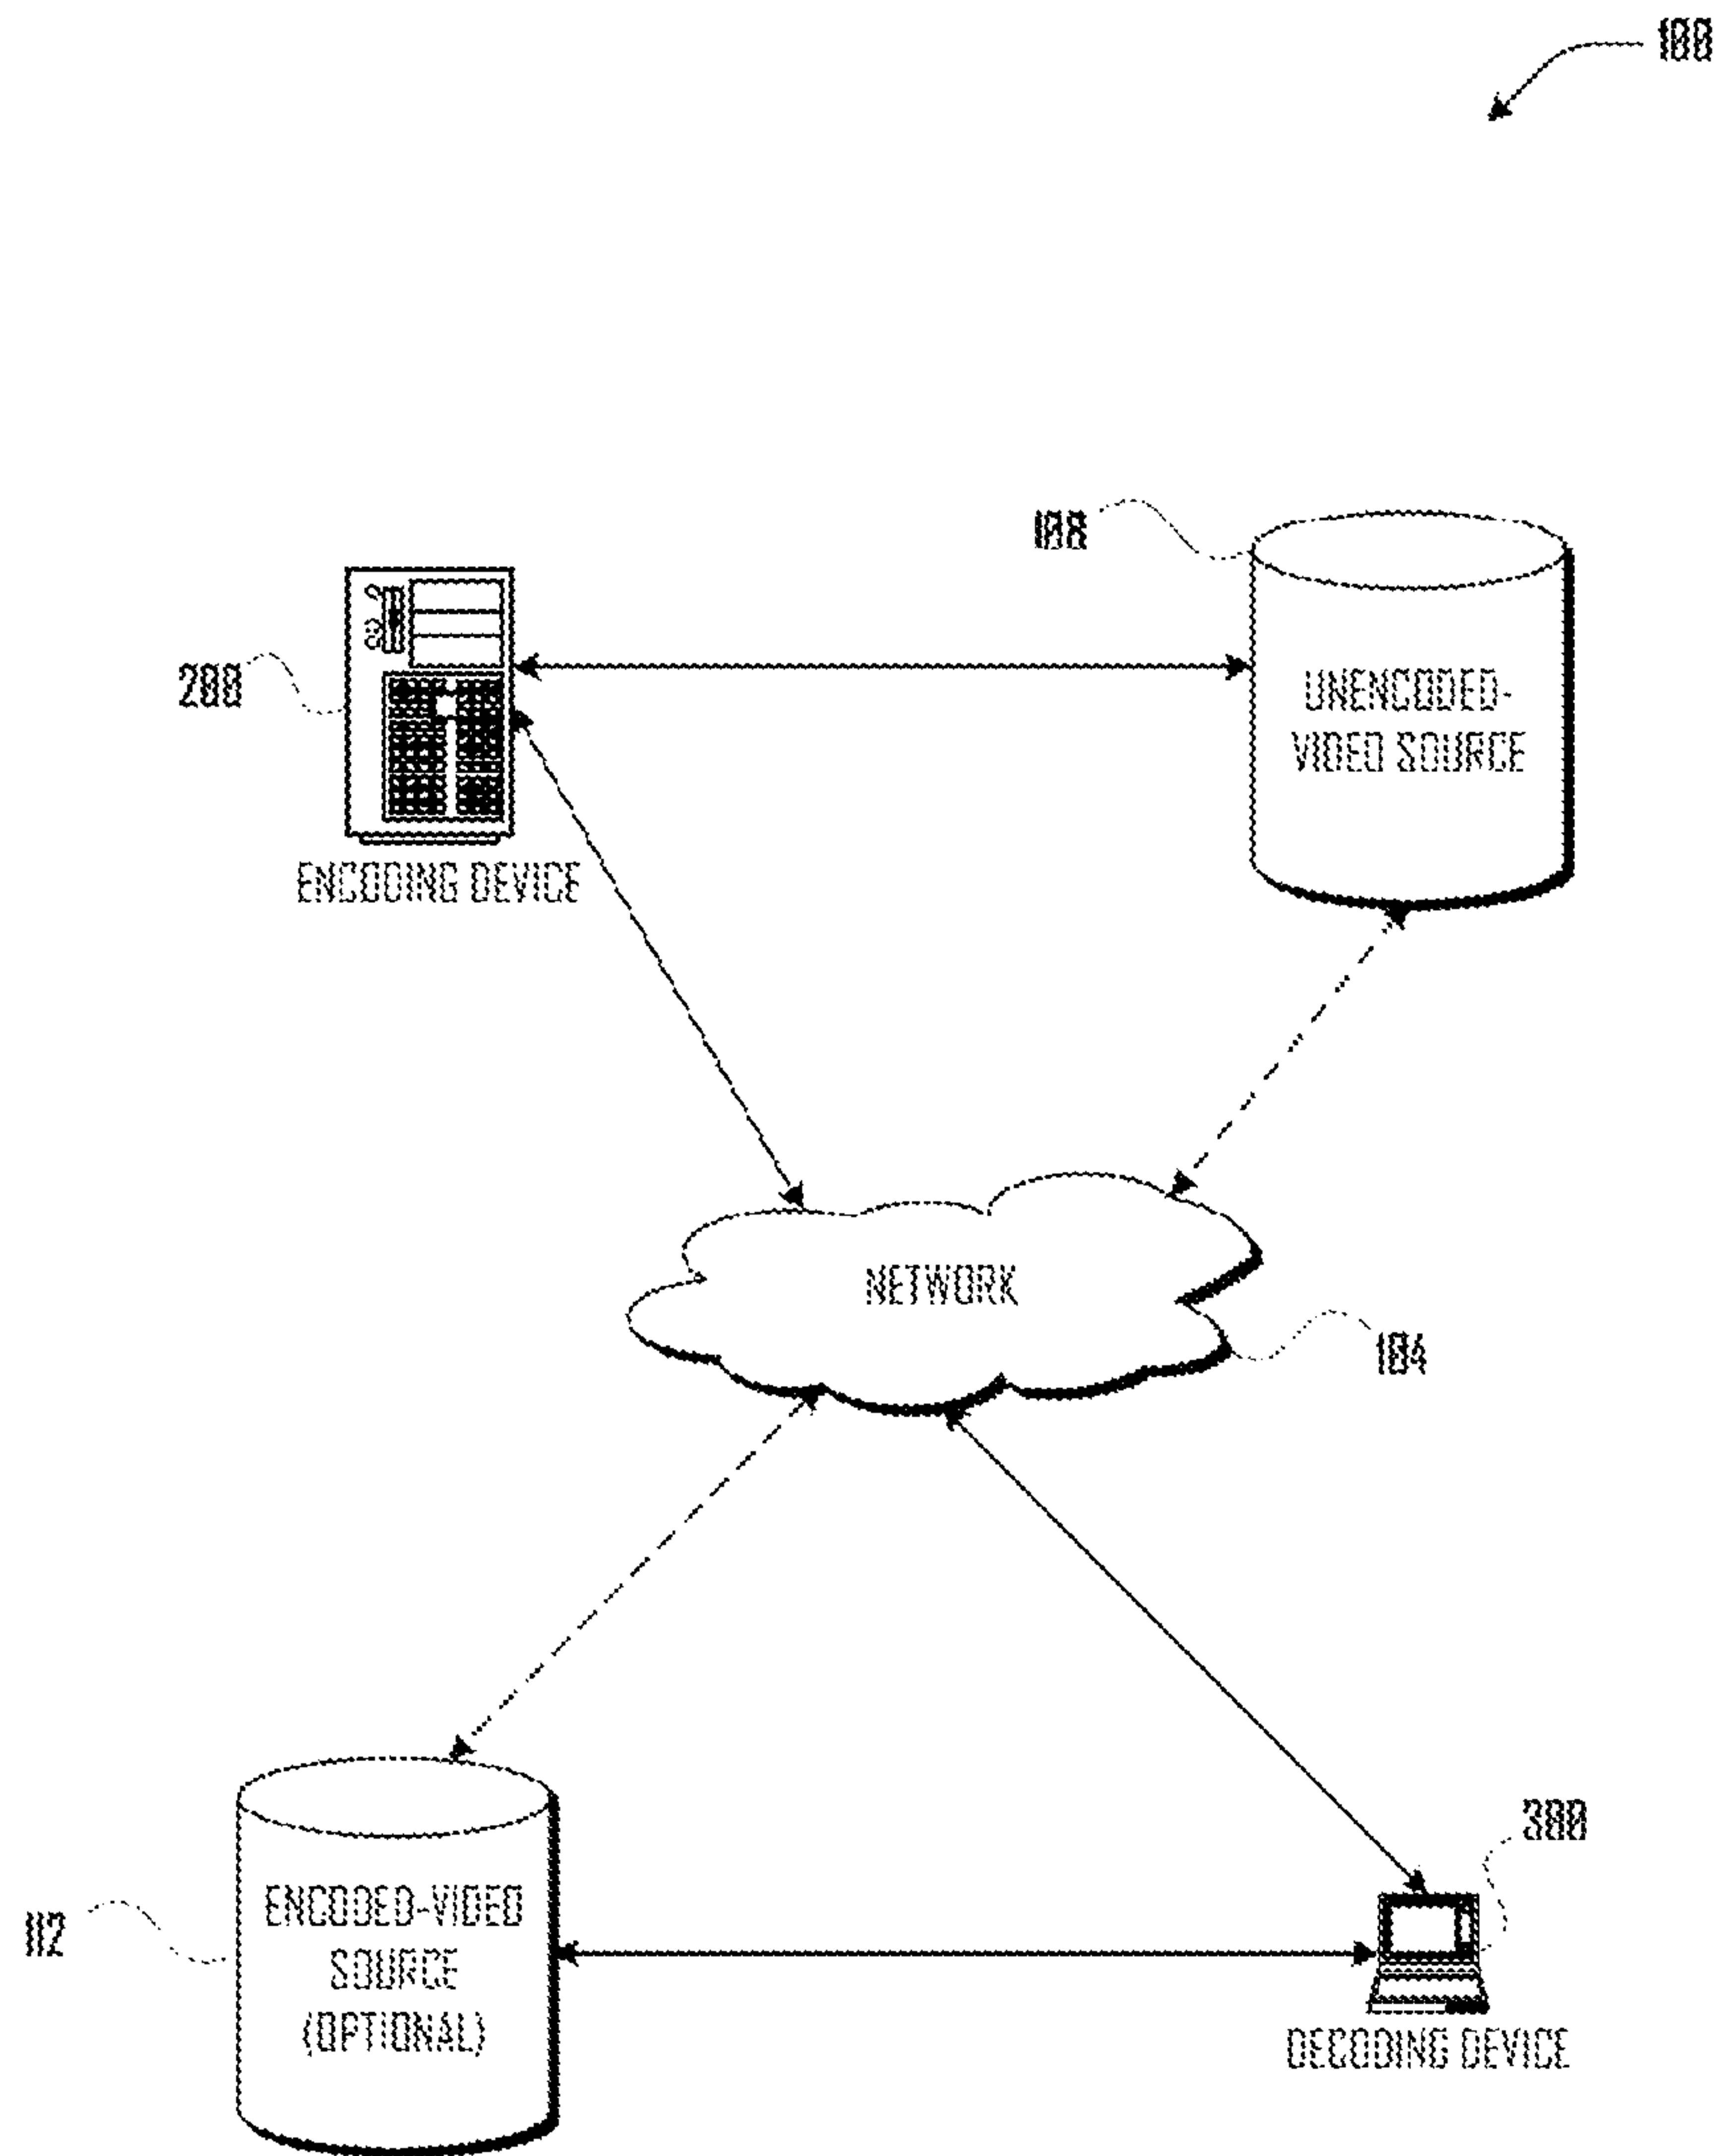 100
108
200
UNENCODED-
VIDEO SOURCE
ENCODING DEVICE
NETWORK
104
300
112
ENCODED-VIDEO
SOURCE
(OPTIONAL)
DECODING DEVICE